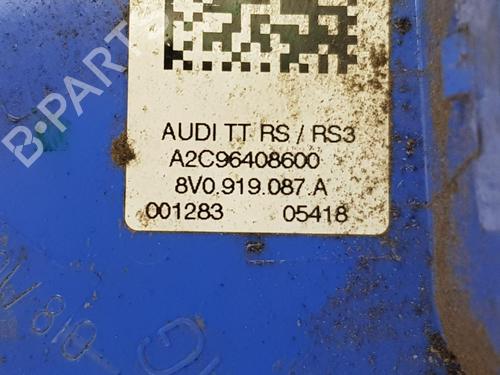 B-PARTS
AUDI TT RS / RS3
A2C96408600
8V0.919.087.A
001283 05418